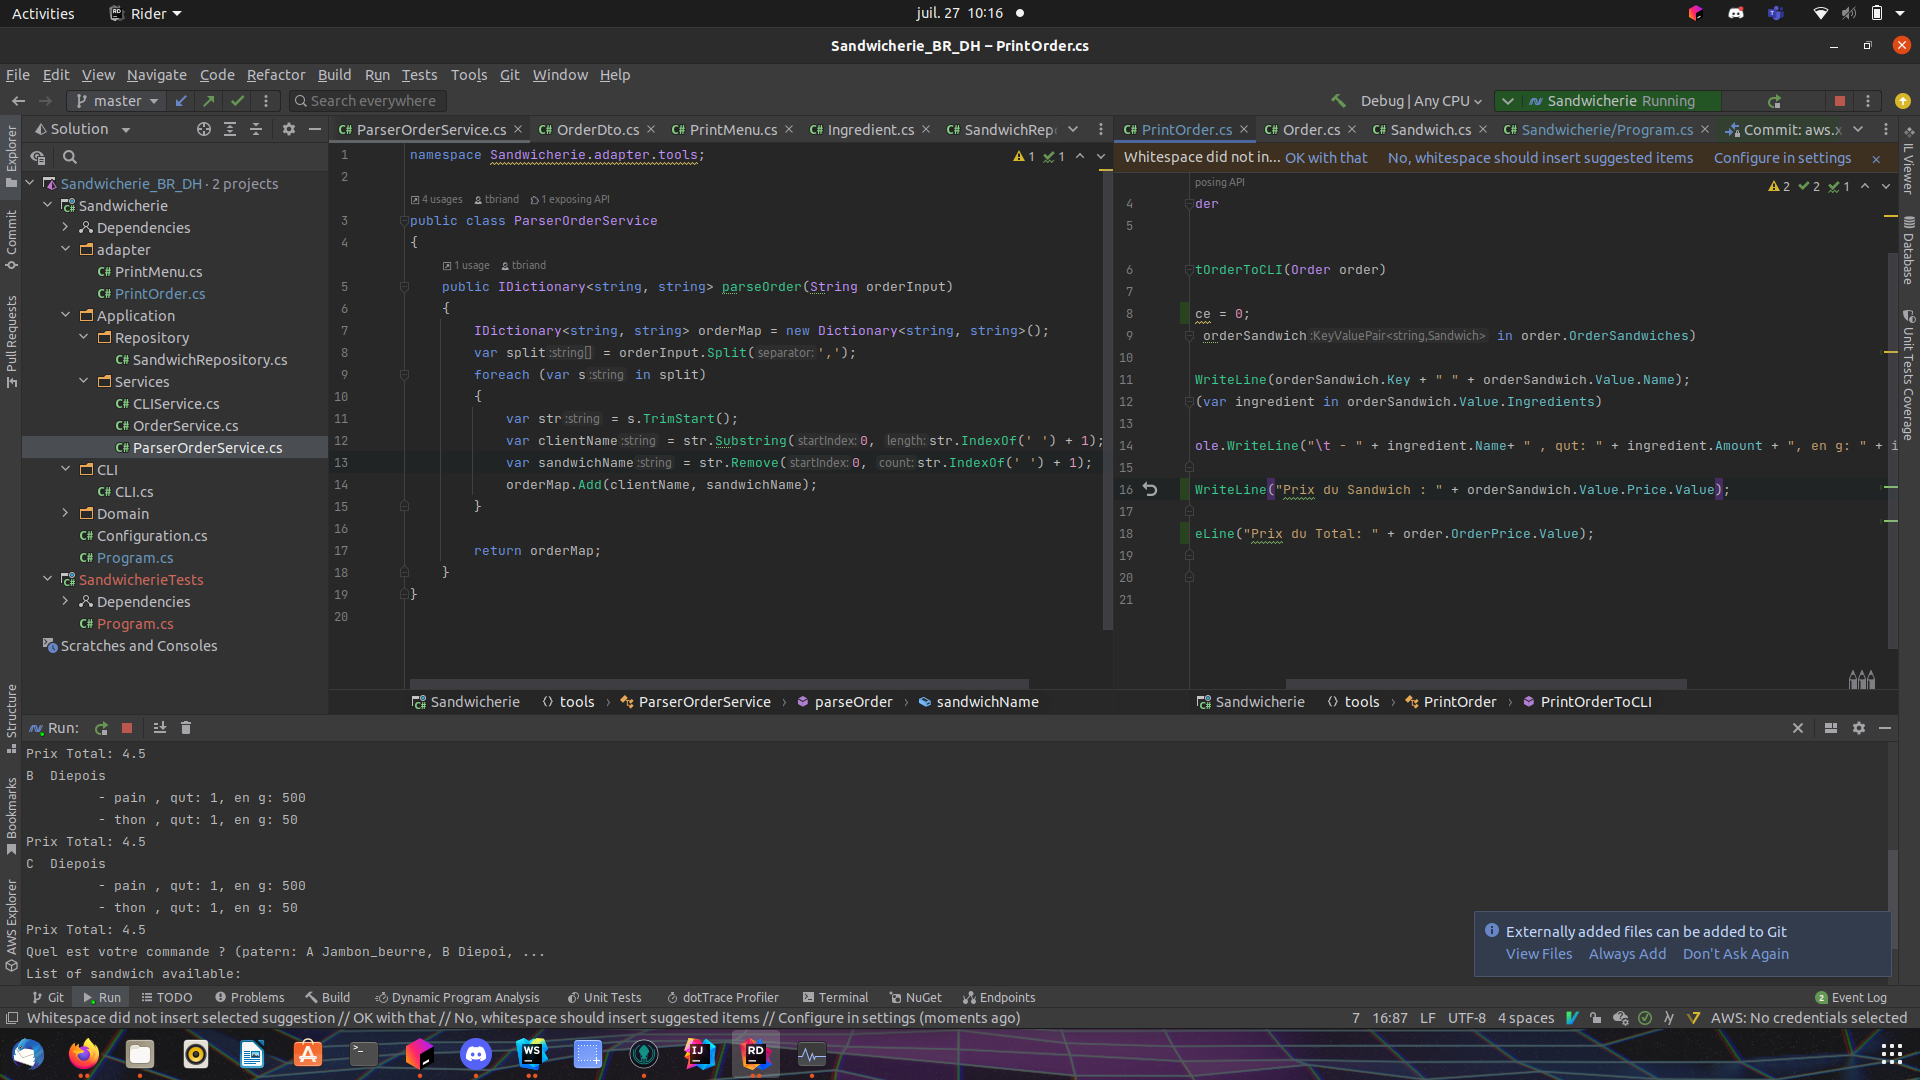 Activities
Rider
juil. 27 10:16
Sandwicherie_BR_DH – PrintOrder.cs
File Edit View Navigate Code Refactor Build Run Tests Tools Git Window Help
master
Search everywhere
Debug | Any CPU
Sandwicherie Running
Explorer
Commit
Pull Requests
Structure
Bookmarks
AWS Explorer
Solution
Sandwicherie_BR_DH · 2 projects
Sandwicherie
Dependencies
adapter
C# PrintMenu.cs
C# PrintOrder.cs
Application
Repository
C# SandwichRepository.cs
Services
C# CLIService.cs
C# OrderService.cs
C# ParserOrderService.cs
CLI
C# CLI.cs
Domain
C# Configuration.cs
C# Program.cs
SandwicherieTests
Dependencies
C# Program.cs
Scratches and Consoles
C# ParserOrderService.cs C# OrderDto.cs C# PrintMenu.cs C# Ingredient.cs C# SandwichRep
1 namespace Sandwicherie.adapter.tools;
1 1
2
4 usages tbriand 1 exposing API
3 public class ParserOrderService
4 {
1 usage tbriand
5 public IDictionary<string, string> parseOrder(String orderInput)
6 {
7 IDictionary<string, string> orderMap = new Dictionary<string, string>();
8 var split:string[] = orderInput.Split(separator:',');
9 foreach (var s:string in split)
10 {
11 var str:string = s.TrimStart();
12 var clientName:string = str.Substring(startIndex:0, length:str.IndexOf(' ') + 1);
13 var sandwichName:string = str.Remove(startIndex:0, count:str.IndexOf(' ') + 1);
14 orderMap.Add(clientName, sandwichName);
15 }
16
17 return orderMap;
18 }
19 }
20
Sandwicherie tools ParserOrderService parseOrder sandwichName
C# PrintOrder.cs C# Order.cs C# Sandwich.cs C# Sandwicherie/Program.cs Commit: aws.x
Whitespace did not in... OK with that No, whitespace should insert suggested items Configure in settings
posing API
2 2 1
4 der
5
6 tOrderToCLI(Order order)
7
8 ce = 0;
9 orderSandwich:KeyValuePair<string,Sandwich> in order.OrderSandwiches)
10
11 WriteLine(orderSandwich.Key + " " + orderSandwich.Value.Name);
12 (var ingredient in orderSandwich.Value.Ingredients)
13
14 ole.WriteLine("\t - " + ingredient.Name+ " , qut: " + ingredient.Amount + ", en g: " + i
15
16 WriteLine("Prix du Sandwich : " + orderSandwich.Value.Price.Value);
17
18 eLine("Prix du Total: " + order.OrderPrice.Value);
19
20
21
Sandwicherie tools PrintOrder PrintOrderToCLI
IL Viewer
Database
Unit Tests Coverage
Run:
Prix Total: 4.5
B  Diepois
- pain , qut: 1, en g: 500
- thon , qut: 1, en g: 50
Prix Total: 4.5
C  Diepois
- pain , qut: 1, en g: 500
- thon , qut: 1, en g: 50
Prix Total: 4.5
Quel est votre commande ? (patern: A Jambon_beurre, B Diepoi, ...
List of sandwich available:
Externally added files can be added to Git
View Files Always Add Don't Ask Again
Git Run TODO Problems Build Dynamic Program Analysis Unit Tests dotTrace Profiler Terminal NuGet Endpoints
2 Event Log
Whitespace did not insert selected suggestion // OK with that // No, whitespace should insert suggested items // Configure in settings (moments ago)
7 16:87 LF UTF-8 4 spaces AWS: No credentials selected
WS
IJ
RD